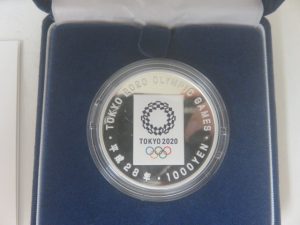 TOKYO 2020 OLYMPIC GAMES
TOKYO 2020
平成28年・1000YEN・